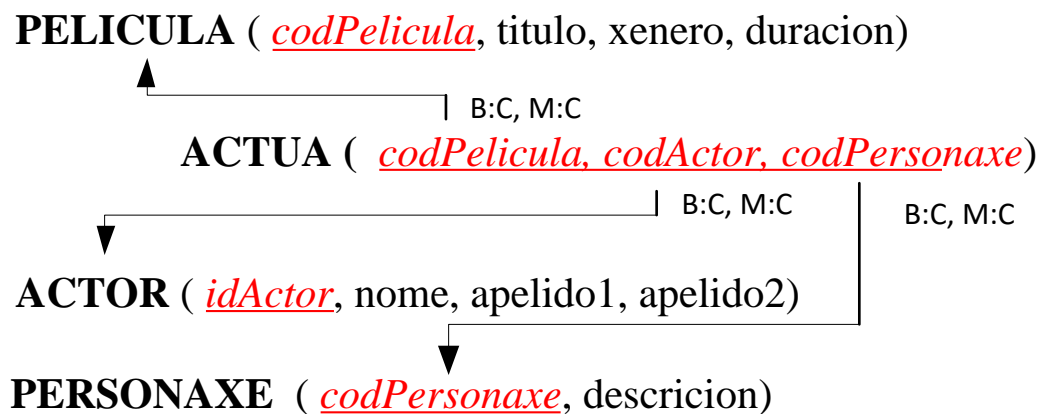 PELICULA ( codPelicula, titulo, xenero, duracion)
B:C, M:C
ACTUA ( codPelicula, codActor, codPersonaxe)
B:C, M:C
B:C, M:C
ACTOR ( idActor, nome, apelido1, apelido2)
PERSONAXE ( codPersonaxe, descricion)